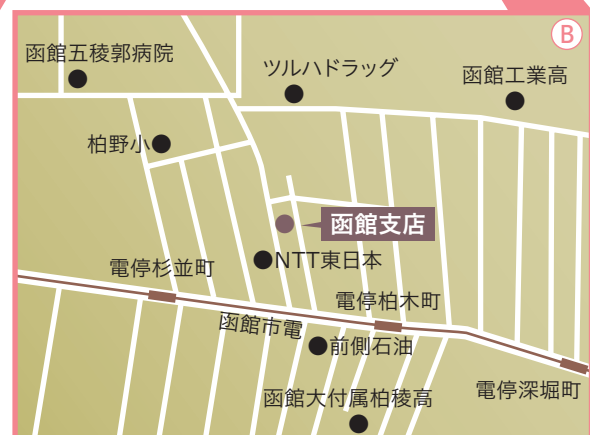 B
函館五稜郭病院
ツルハドラッグ
函館工業高
柏野小
函館支店
NTT東日本
電停杉並町
電停柏木町
函館市電
前側石油
電停深堀町
函館大付属柏稜高